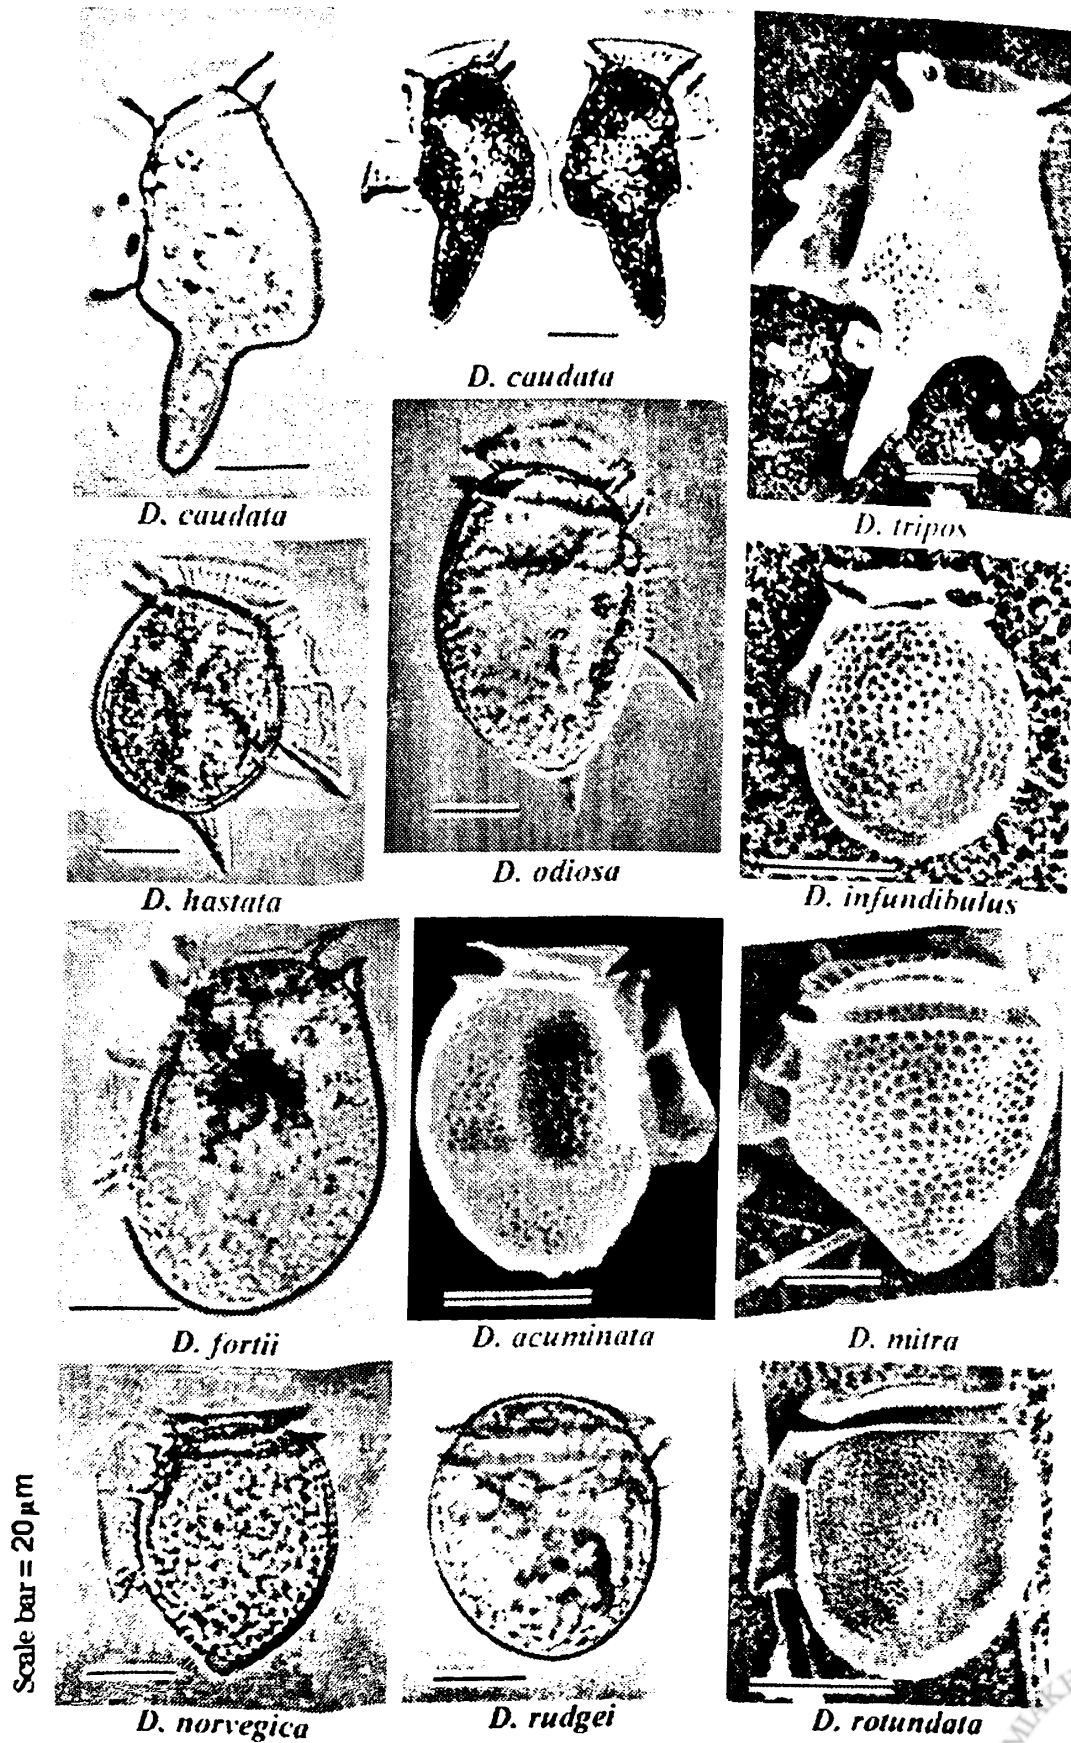 D. caudata
D. caudata
D. tripos
D. hastata
D. odiosa
D. infundibulus
D. fortii
D. acuminata
D. mitra
D. norvegica
D. rudgei
D. rotundata
Scale bar = 20 μm